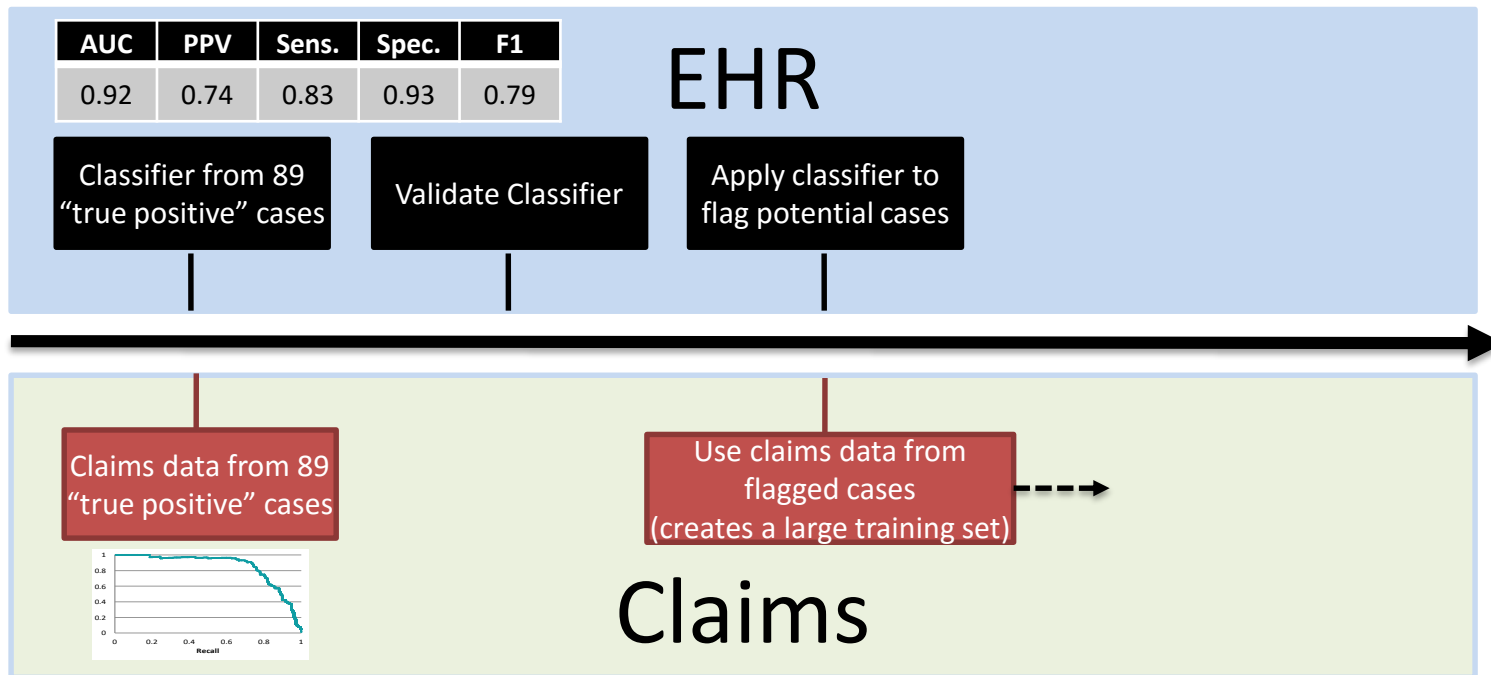 AUC PPV Sens. Spec. F1
0.92 0.74 0.83 0.93 0.79
EHR
Classifier from 89
“true positive” cases
Validate Classifier
Apply classifier to
flag potential cases
Claims data from 89
“true positive” cases
Use claims data from
flagged cases
(creates a large training set)
1
0.8
0.6
0.4
0.2
0
0 0.2 0.4 0.6 0.8 1
Recall
Claims